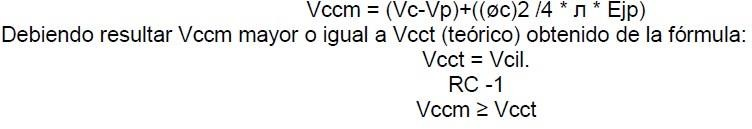 Vccm = (Vc-Vp)+((øc)2 /4 * л * Ejp)
Debiendo resultar Vccm mayor o igual a Vcct (teórico) obtenido de la fórmula:
Vcct = Vcil.
RC -1
Vccm ≥ Vcct